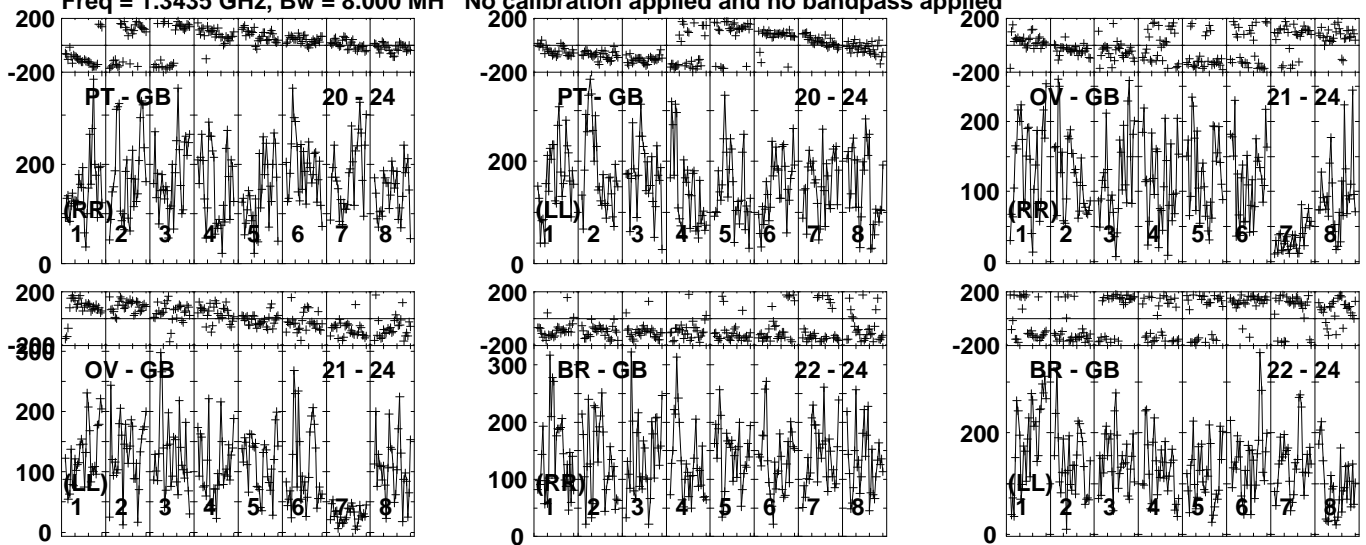 Freq = 1.3435 GHz, Bw = 8.000 MH No calibration applied and no bandpass applied
200
-200
PT - GB 20 - 24
200
(RR)
1 2 3 4 5 6 7 8
0
200
-200
PT - GB 20 - 24
200
(LL)
1 2 3 4 5 6 7 8
0
200
-200
OV - GB 21 - 24
200
100
(RR)
1 2 3 4 5 6 7 8
0
200
-200
300
OV - GB 21 - 24
200
100
(LL)
1 2 3 4 5 6 7 8
0
200
-200
300
BR - GB 22 - 24
200
100
(RR)
1 2 3 4 5 6 7 8
0
200
-200
BR - GB 22 - 24
200
(LL)
1 2 3 4 5 6 7 8
0